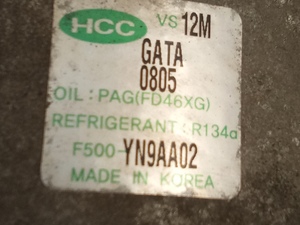 HCC VS 12M
GATA
0805
OIL : PAG(FD46XG)
REFRIGERANT : R134a
F500-YN9AA02
MADE IN KOREA